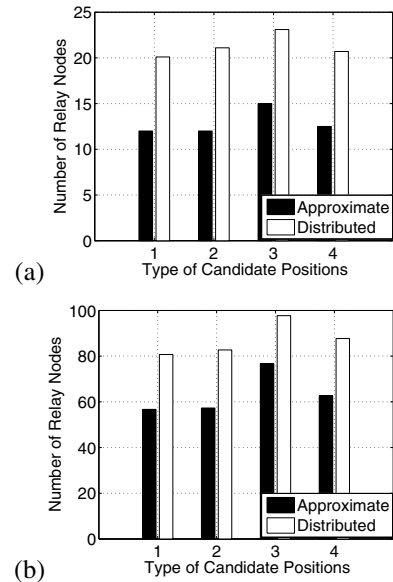 25
20
15
10
5
0
Number of Relay Nodes
Approximate
Distributed
1 2 3 4
Type of Candidate Positions
(a)
100
80
60
40
20
0
Number of Relay Nodes
Approximate
Distributed
1 2 3 4
Type of Candidate Positions
(b)